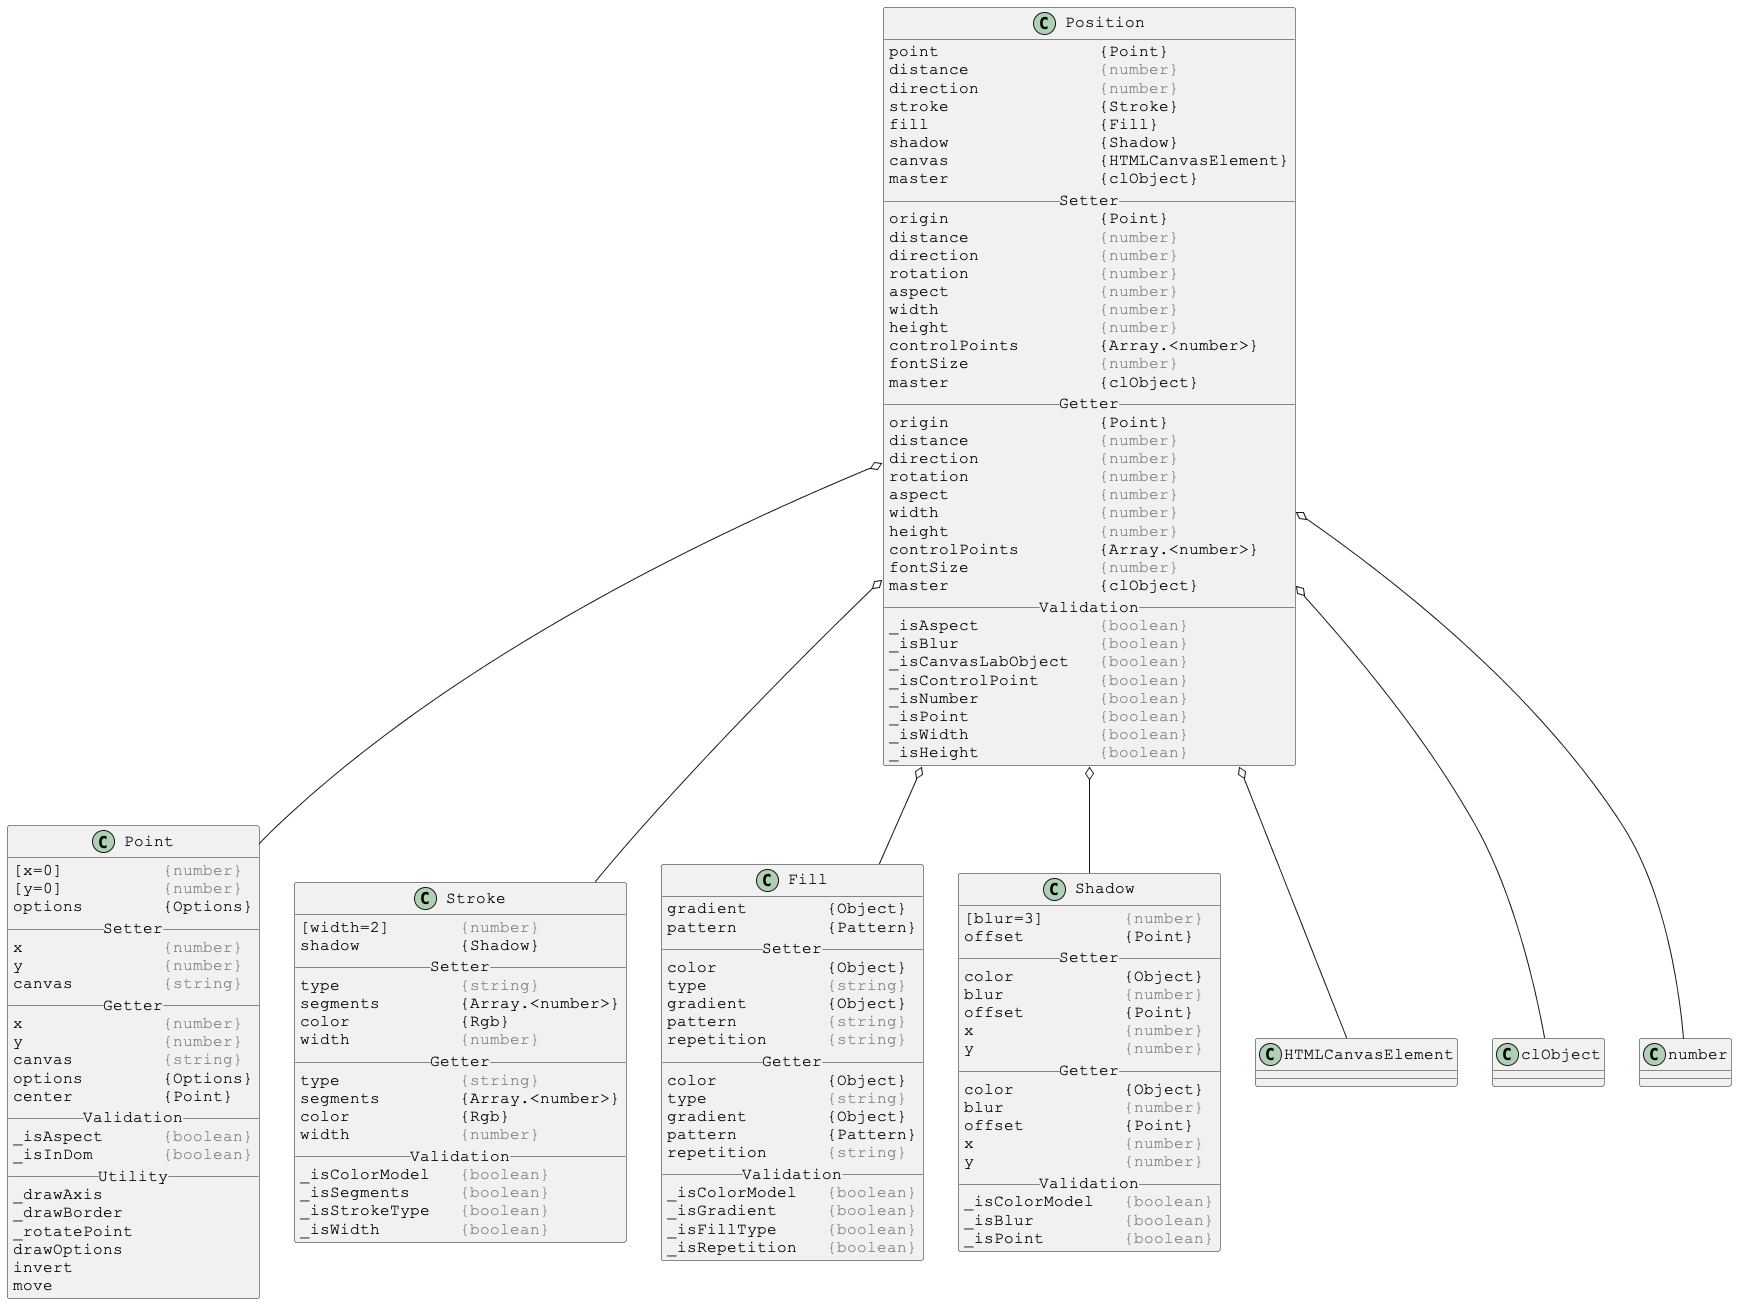 Position
point {Point}
distance {number}
direction {number}
stroke {Stroke}
fill {Fill}
shadow {Shadow}
canvas {HTMLCanvasElement}
master {clObject}
Setter
origin {Point}
distance {number}
direction {number}
rotation {number}
aspect {number}
width {number}
height {number}
controlPoints {Array.<number>}
fontSize {number}
master {clObject}
Getter
origin {Point}
distance {number}
direction {number}
rotation {number}
aspect {number}
width {number}
height {number}
controlPoints {Array.<number>}
fontSize {number}
master {clObject}
Validation
_isAspect {boolean}
_isBlur {boolean}
_isCanvasLabObject {boolean}
_isControlPoint {boolean}
_isNumber {boolean}
_isPoint {boolean}
_isWidth {boolean}
_isHeight {boolean}
C Point
[x=0] {number}
[y=0] {number}
options {Options}
Setter
x {number}
y {number}
canvas {string}
Getter
x {number}
y {number}
canvas {string}
options {Options}
center {Point}
Validation
_isAspect {boolean}
_isInDom {boolean}
Utility
_drawAxis
_drawBorder
_rotatePoint
drawOptions
invert
move
C Stroke
[width=2] {number}
shadow {Shadow}
Setter
type {string}
segments {Array.<number>}
color {Rgb}
width {number}
Getter
type {string}
segments {Array.<number>}
color {Rgb}
width {number}
Validation
_isColorModel {boolean}
_isSegments {boolean}
_isStrokeType {boolean}
_isWidth {boolean}
C Fill
gradient {Object}
pattern {Pattern}
Setter
color {Object}
type {string}
gradient {Object}
pattern {string}
repetition {string}
Getter
color {Object}
type {string}
gradient {Object}
pattern {Pattern}
repetition {string}
Validation
_isColorModel {boolean}
_isGradient {boolean}
_isFillType {boolean}
_isRepetition {boolean}
C Shadow
[blur=3] {number}
offset {Point}
Setter
color {Object}
blur {number}
offset {Point}
x {number}
y {number}
Getter
color {Object}
blur {number}
offset {Point}
x {number}
y {number}
Validation
_isColorModel {boolean}
_isBlur {boolean}
_isPoint {boolean}
C HTMLCanvasElement
C clObject
C number